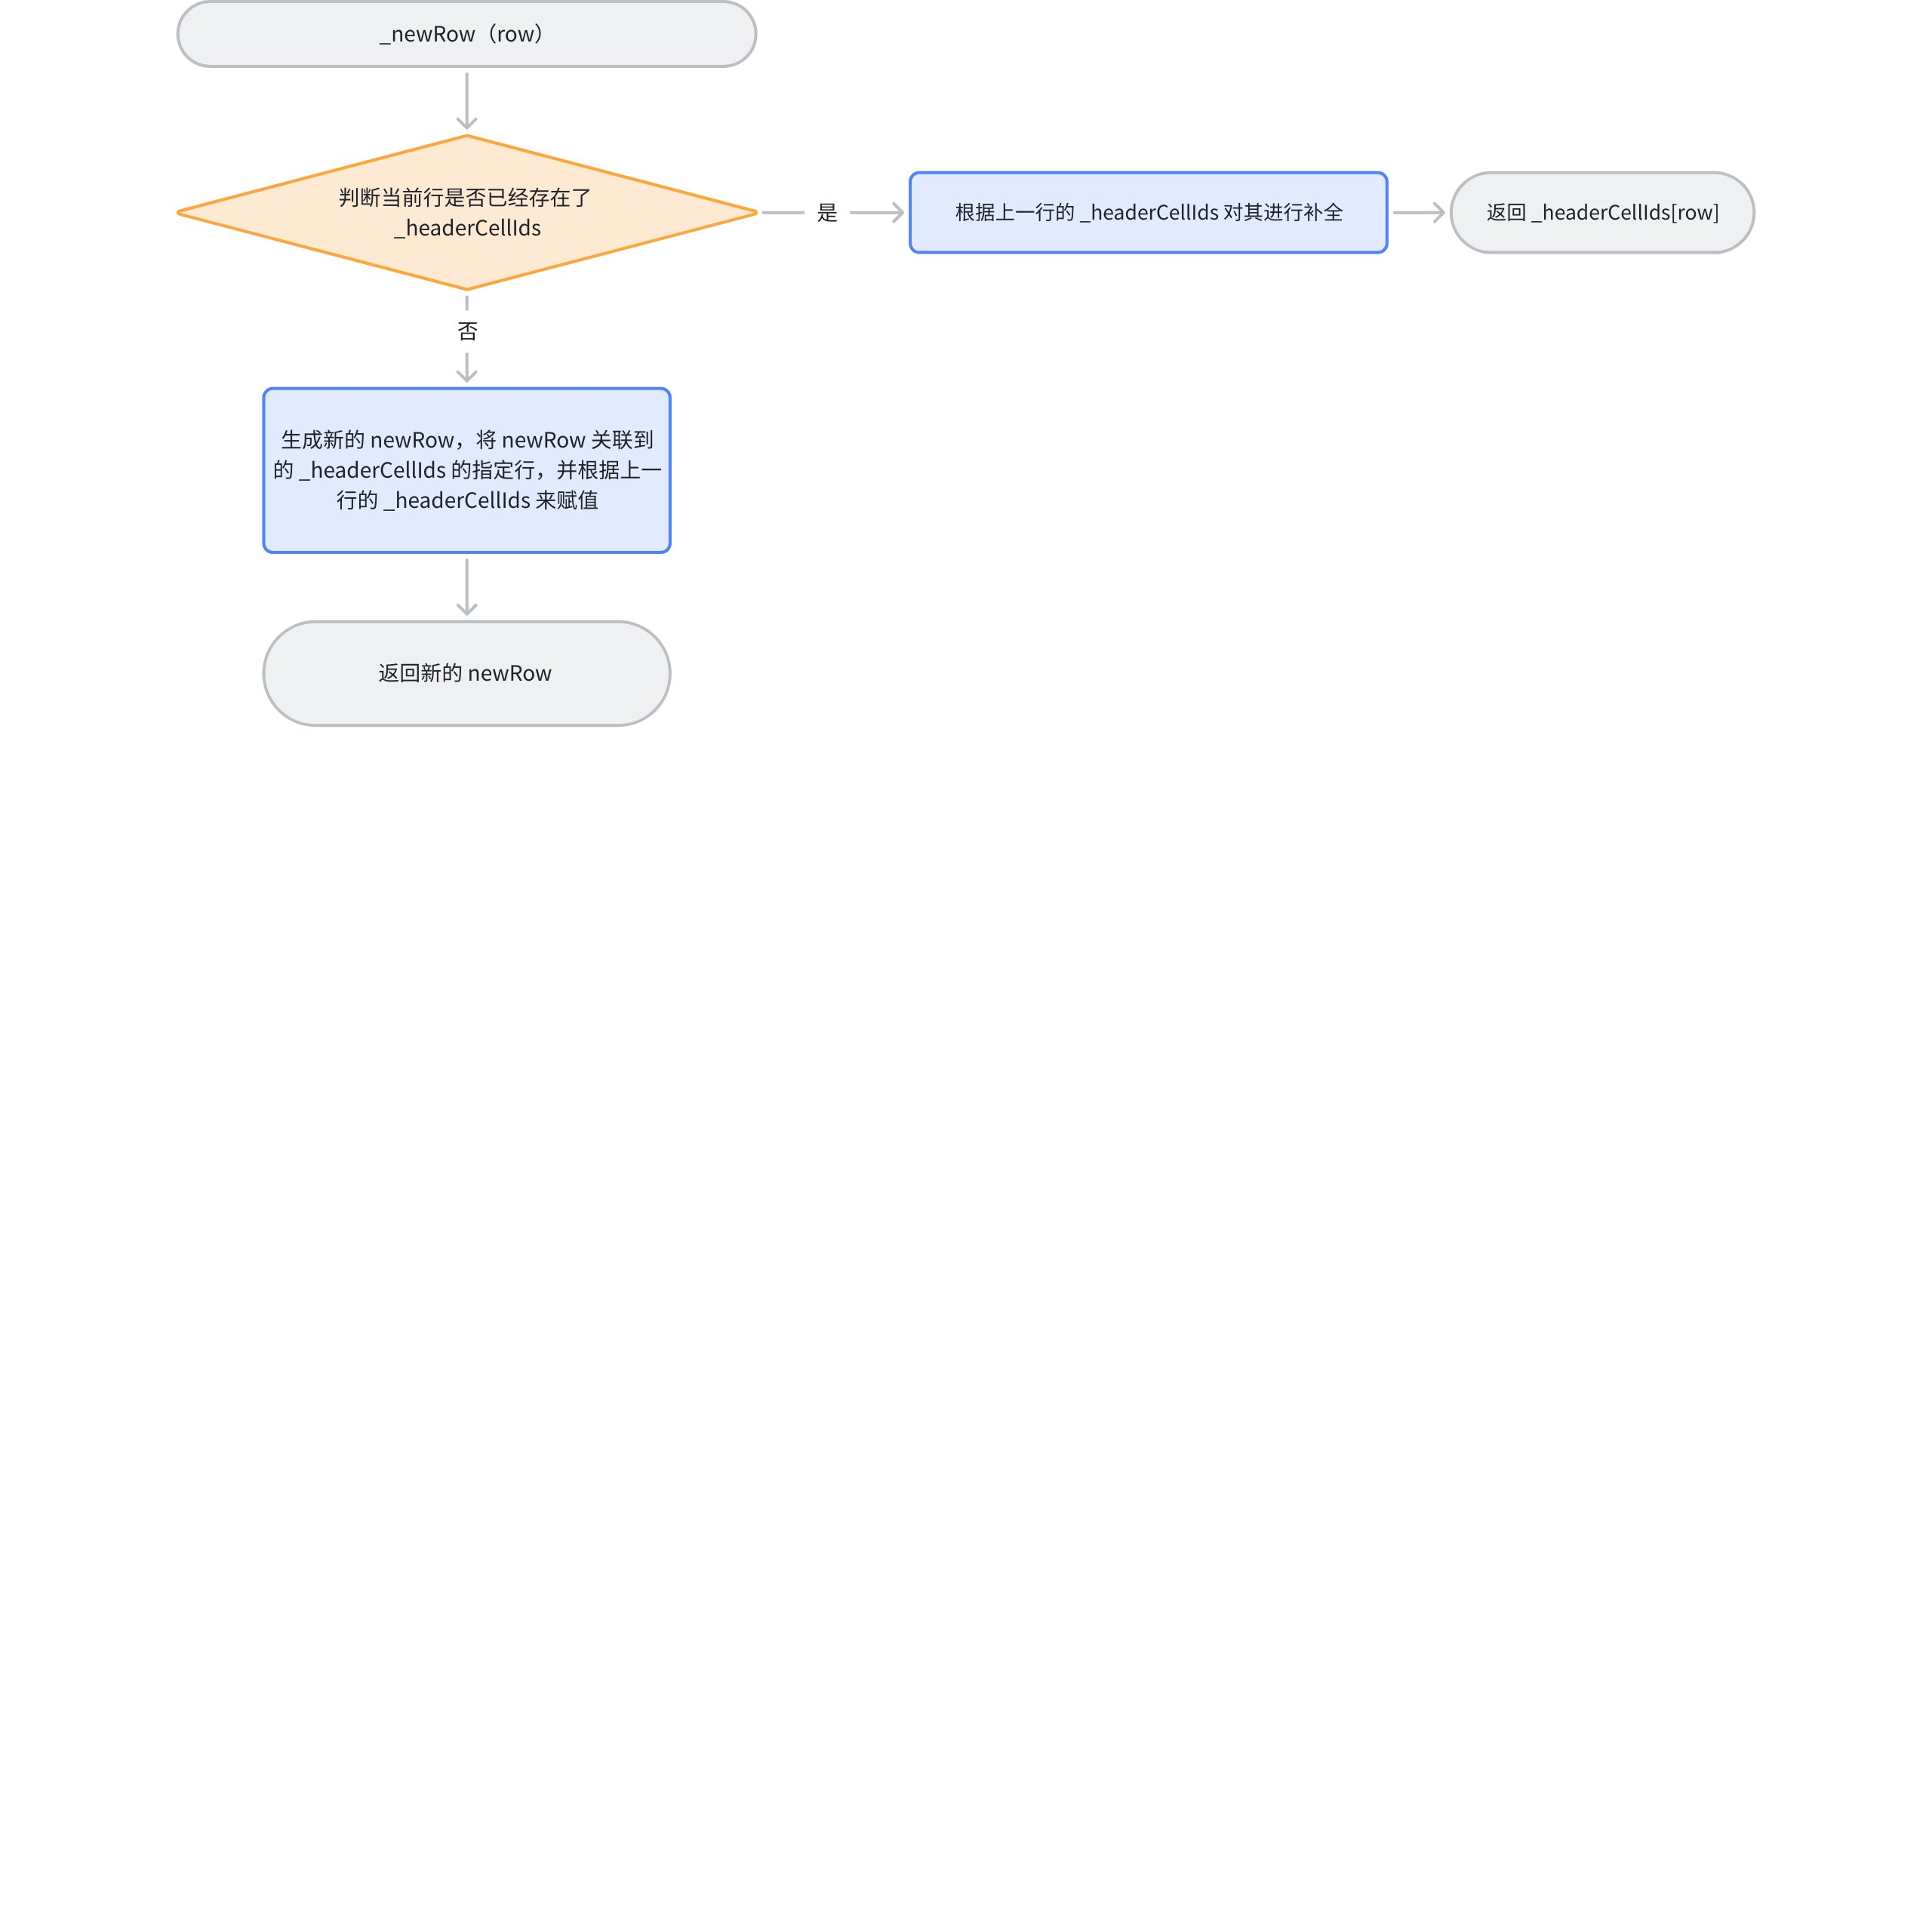 _newRow（row）
判断当前行是否已经存在了
_headerCellIds
是
根据上一行的 _headerCellIds 对其进行补全
返回 _headerCellIds[row]
否
生成新的 newRow，将 newRow 关联到
的 _headerCellIds 的指定行，并根据上一
行的 _headerCellIds 来赋值
返回新的 newRow